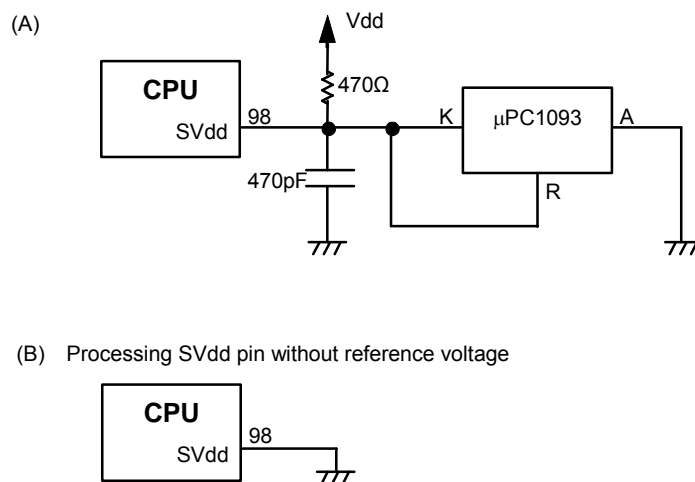 (A)
Vdd
470Ω
CPU
SVdd
98
K
µPC1093
A
470pF
R
(B) Processing SVdd pin without reference voltage
CPU
SVdd
98